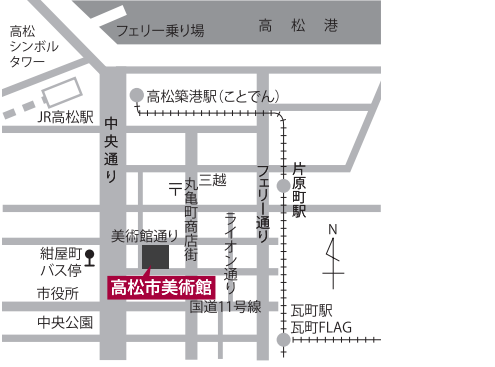 高松
シンボル
タワー
フェリー乗り場
高松港
高松築港駅(ことでん)
JR高松駅
中央通り
片原町駅
フェリー通り
三越
〒
丸亀町商店街
ライオン通り
美術館通り
紺屋町
バス停
N
高松市美術館
市役所
国道11号線
中央公園
瓦町駅
瓦町FLAG